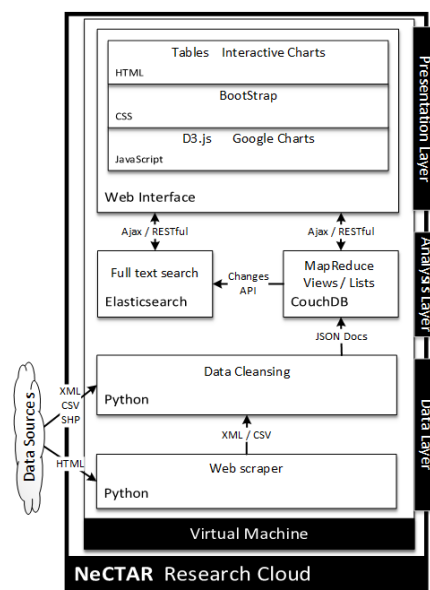 Tables Interactive Charts
HTML
BootStrap
CSS
D3.js Google Charts
JavaScript
Web Interface
Presentation Layer
Ajax / RESTful
Ajax / RESTful
Full text search
Elasticsearch
Changes
API
MapReduce
Views / Lists
CouchDB
Analysis Layer
JSON Docs
Data Cleansing
Python
XML
CSV
SHP
Data Sources
HTML
XML / CSV
Web scraper
Python
Data Layer
Virtual Machine
NeCTAR Research Cloud